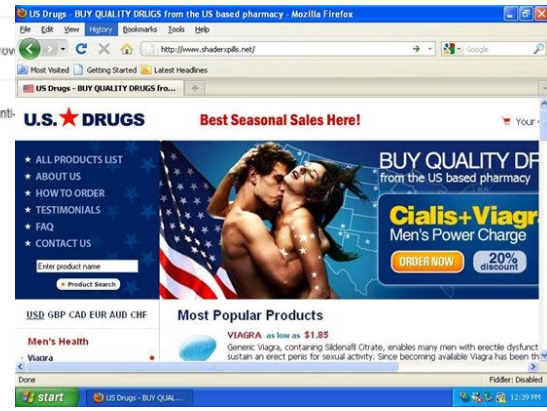 US Drugs - BUY QUALITY DRUGS from the US based pharmacy - Mozilla Firefox
File Edit View History Bookmarks Tools Help
http://www.shaderxpills.net/
Google
Most Visited Getting Started Latest Headlines
US Drugs - BUY QUALITY DRUGS fro...
U.S. DRUGS
Best Seasonal Sales Here!
Your
ALL PRODUCTS LIST
ABOUT US
HOW TO ORDER
TESTIMONIALS
FAQ
CONTACT US
Enter product name
Product Search
BUY QUALITY DR
from the US based pharmacy
Cialis+Viagr
Men's Power Charge
ORDER NOW
20%
discount
USD GBP CAD EUR AUD CHF
Men's Health
Viagra
Most Popular Products
VIAGRA as low as $1.85
Generic Viagra, containing Sildenafil Citrate, enables many men with erectile dysfunct
sustain an erect penis for sexual activity. Since becoming available Viagra has been th
Done
Fiddler: Disabled
start
US Drugs - BUY QUAL...
12:39 PM